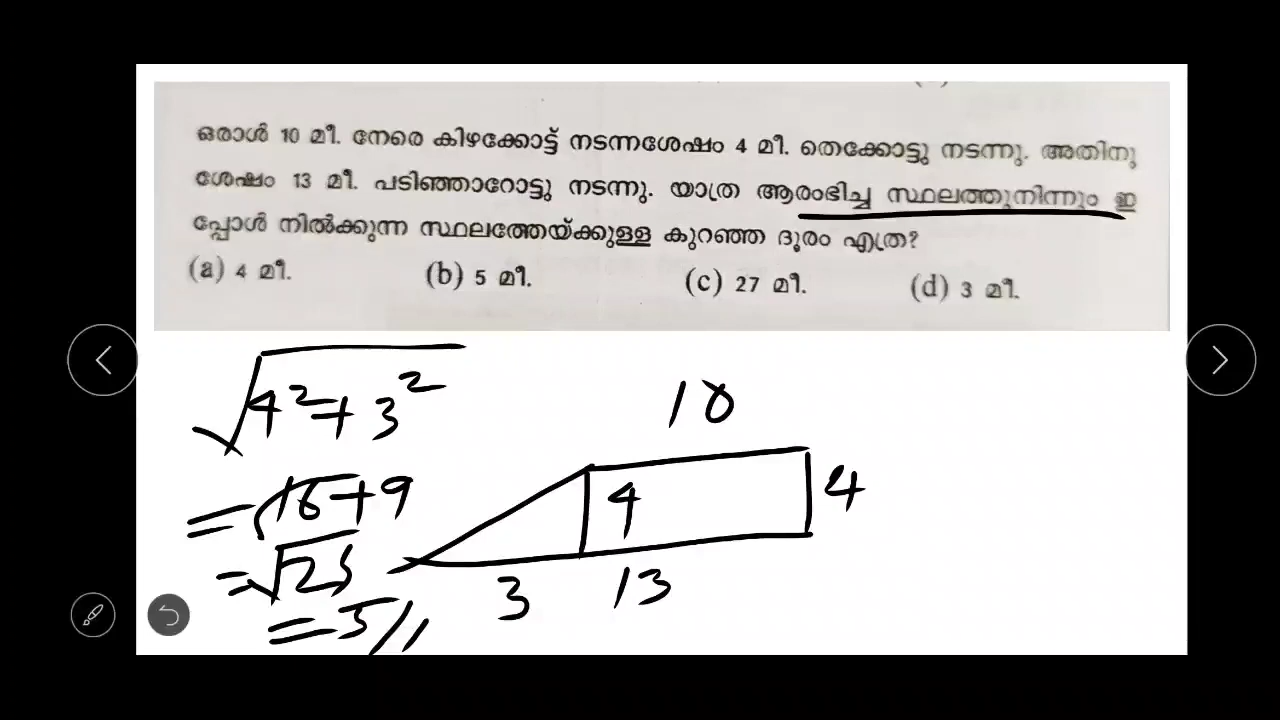 ഒരാൾ 10 മീ. നേരെ കിഴക്കോട്ട് നടന്നശേഷം 4 മീ. തെക്കോട്ടു നടന്നു. അതിനു
ശേഷം 13 മീ. പടിഞ്ഞാറോട്ടു നടന്നു. യാത്ര ആരംഭിച്ച സ്ഥലത്തുനിന്നും ഇ
പ്പോൾ നിൽക്കുന്ന സ്ഥലത്തേയ്ക്കുള്ള കുറഞ്ഞ ദൂരം എത്ര?
(a) 4 മീ. (b) 5 മീ. (c) 27 മീ. (d) 3 മീ.
√4²+3²
=√16+9
=√25
=5//
10
4
4
3
13